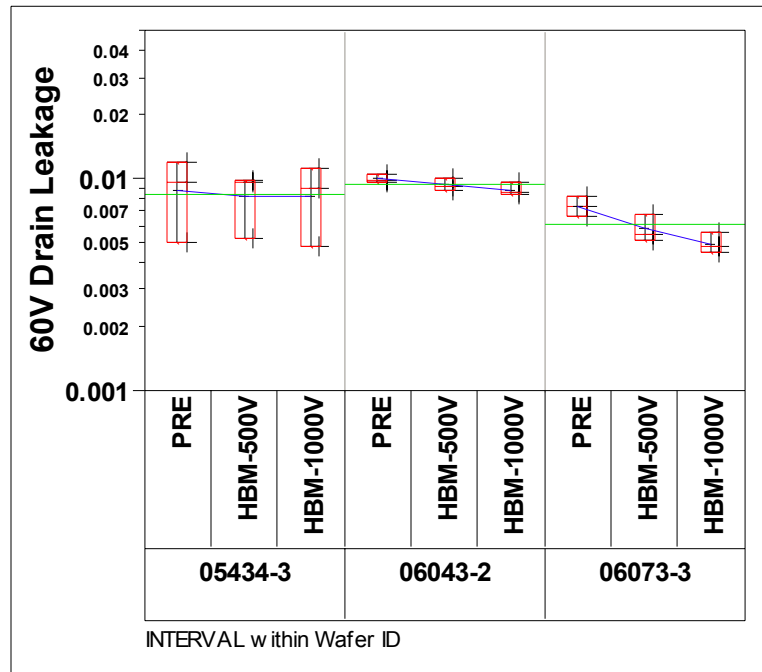 60V Drain Leakage
0.04
0.03
0.02
0.01
0.007
0.005
0.003
0.002
0.001
PRE
HBM-500V
HBM-1000V
PRE
HBM-500V
HBM-1000V
PRE
HBM-500V
HBM-1000V
05434-3
06043-2
06073-3
INTERVAL within Wafer ID